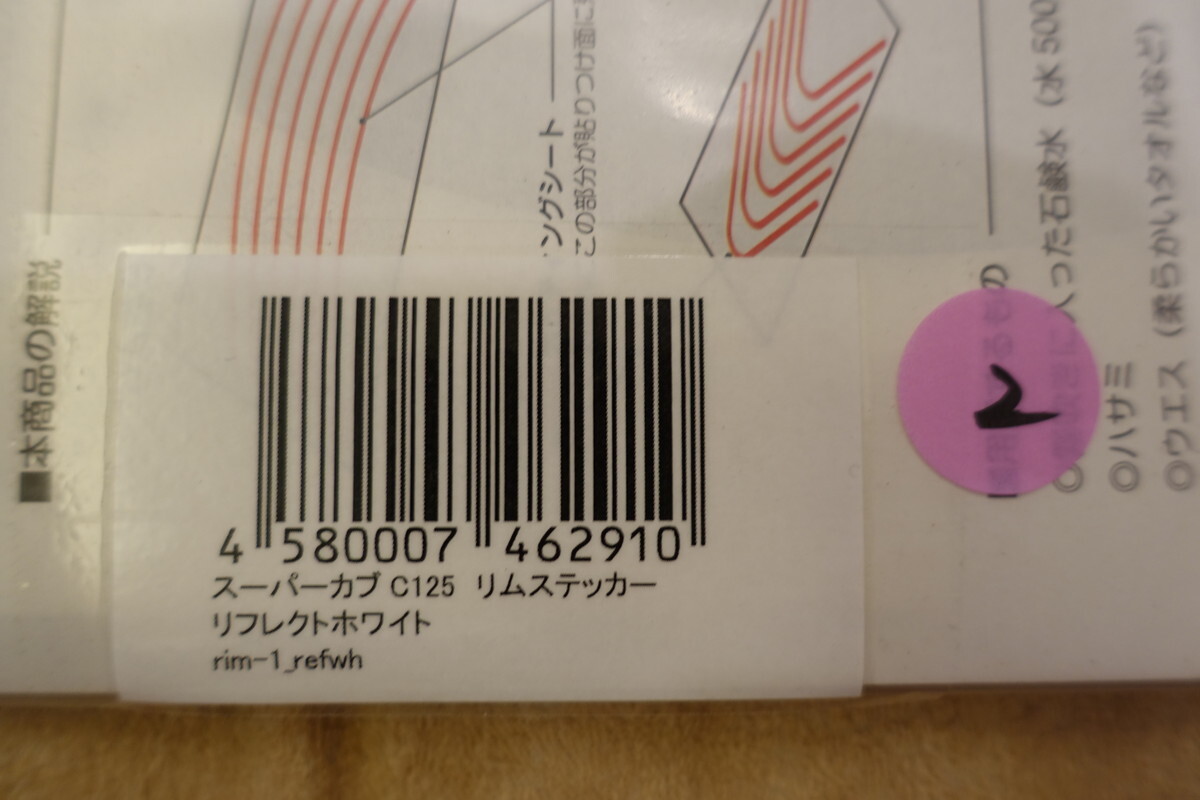 4 580007 462910
スーパーカブ C125 リムステッカー
リフレクトホワイト
rim-1_refwh
■本商品の解説
ングシート
この部分が貼りつけ面に
るもの
入った石鹸水（水 500
◎ハサミ
◎ウエス（柔らかいタオルなど）